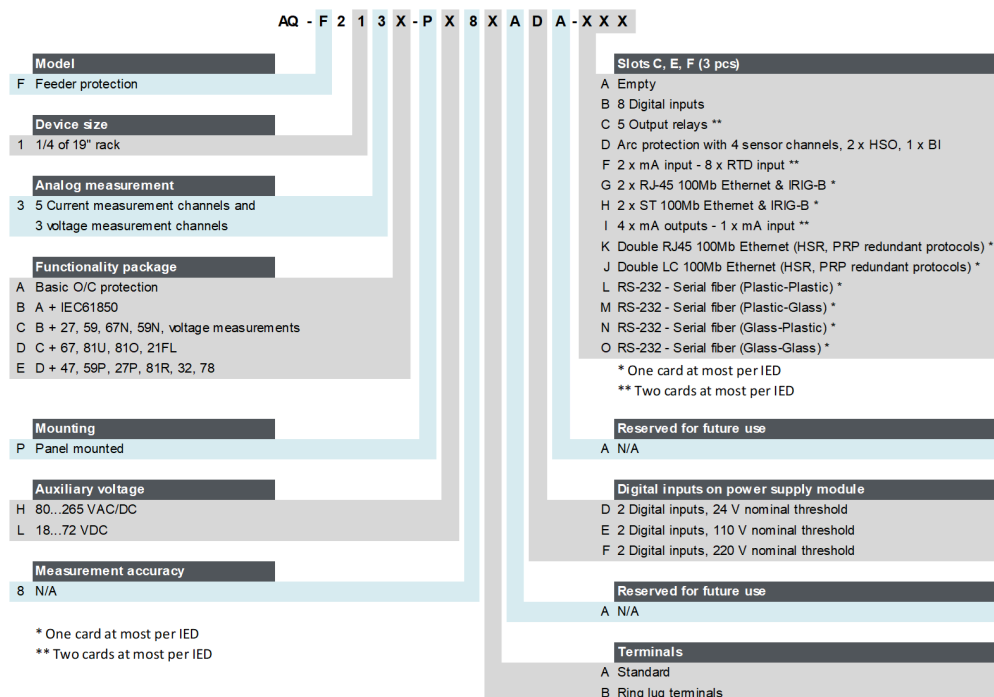 AQ - F 2 1 3 X - P X 8 X A D A - X X X
Model
F Feeder protection
Device size
1 1/4 of 19" rack
Analog measurement
3 5 Current measurement channels and
3 voltage measurement channels
Functionality package
A Basic O/C protection
B A + IEC61850
C B + 27, 59, 67N, 59N, voltage measurements
D C + 67, 81U, 81O, 21FL
E D + 47, 59P, 27P, 81R, 32, 78
Mounting
P Panel mounted
Auxiliary voltage
H 80...265 VAC/DC
L 18...72 VDC
Measurement accuracy
8 N/A
* One card at most per IED
** Two cards at most per IED
Slots C, E, F (3 pcs)
A Empty
B 8 Digital inputs
C 5 Output relays **
D Arc protection with 4 sensor channels, 2 x HSO, 1 x BI
F 2 x mA input - 8 x RTD input **
G 2 x RJ-45 100Mb Ethernet & IRIG-B *
H 2 x ST 100Mb Ethernet & IRIG-B *
I 4 x mA outputs - 1 x mA input **
K Double RJ45 100Mb Ethernet (HSR, PRP redundant protocols) *
J Double LC 100Mb Ethernet (HSR, PRP redundant protocols) *
L RS-232 - Serial fiber (Plastic-Plastic) *
M RS-232 - Serial fiber (Plastic-Glass) *
N RS-232 - Serial fiber (Glass-Plastic) *
O RS-232 - Serial fiber (Glass-Glass) *
* One card at most per IED
** Two cards at most per IED
Reserved for future use
A N/A
Digital inputs on power supply module
D 2 Digital inputs, 24 V nominal threshold
E 2 Digital inputs, 110 V nominal threshold
F 2 Digital inputs, 220 V nominal threshold
Reserved for future use
A N/A
Terminals
A Standard
B Ring lug terminals